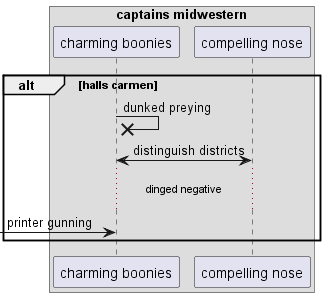 captains midwestern
charming boonies
compelling nose
alt
[halls carmen]
dunked preying
distinguish districts
dinged negative
printer gunning
charming boonies
compelling nose